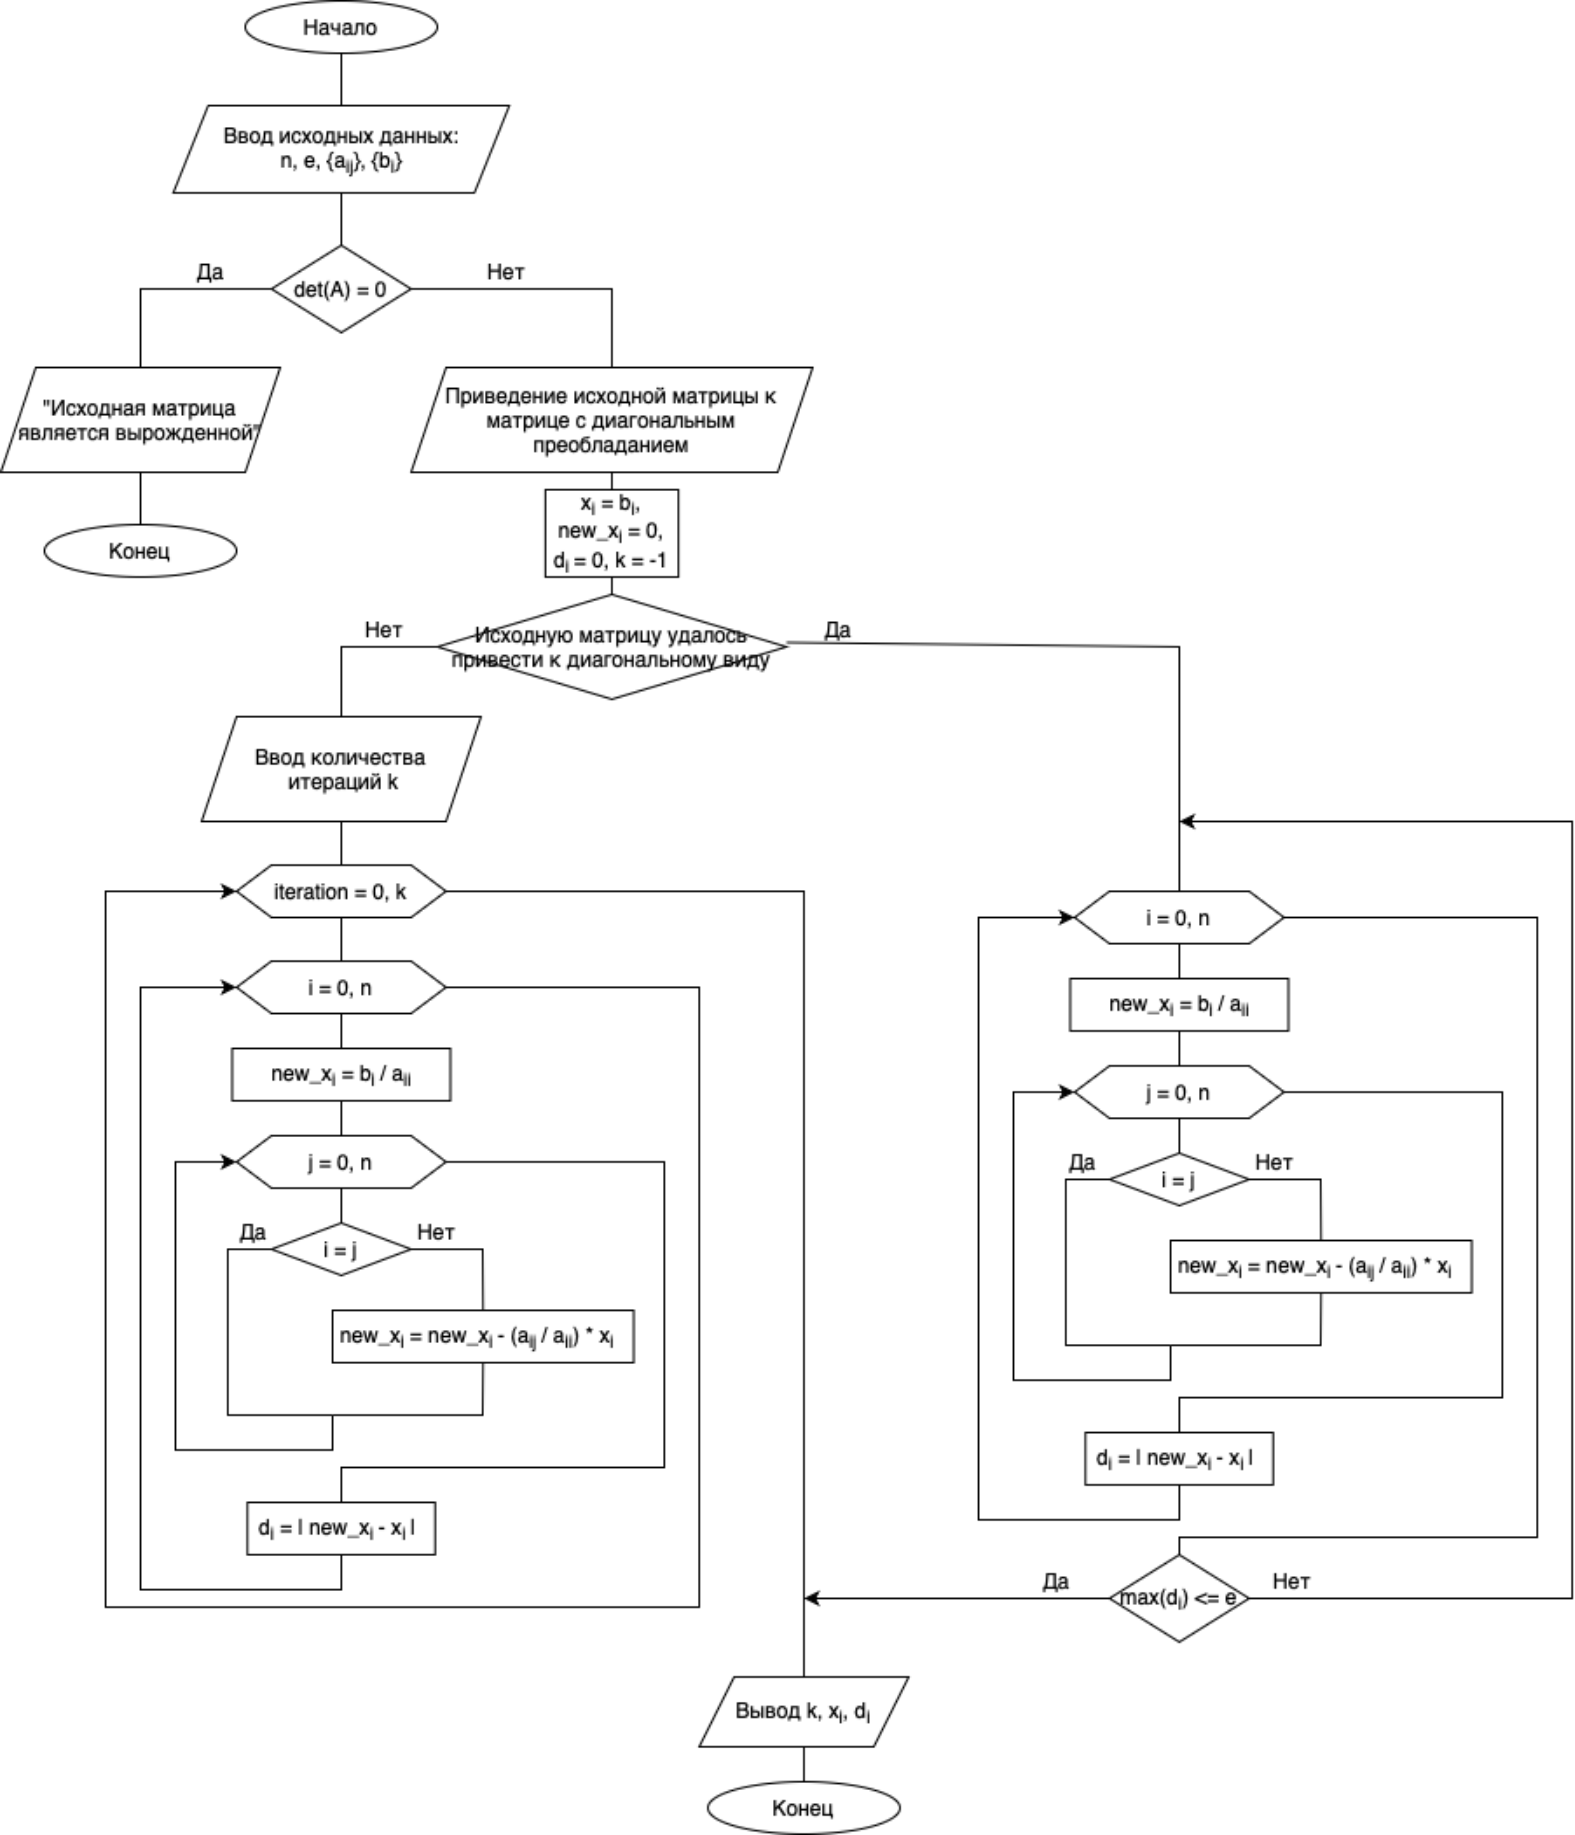 Начало
Ввод исходных данных:
n, e, {aᵢⱼ}, {bᵢ}
Да
det(A) = 0
Нет
"Исходная матрица
является вырожденной"
Конец
Приведение исходной матрицы к
матрице с диагональным
преобладанием
xᵢ = bᵢ,
new_xᵢ = 0,
dᵢ = 0, k = -1
Нет
Исходную матрицу удалось
привести к диагональному виду
Да
Ввод количества
итераций k
iteration = 0, k
i = 0, n
new_xᵢ = bᵢ / aᵢᵢ
j = 0, n
Да
i = j
Нет
new_xᵢ = new_xᵢ - (aᵢⱼ / aᵢᵢ) * xᵢ
dᵢ = | new_xᵢ - xᵢ |
i = 0, n
new_xᵢ = bᵢ / aᵢᵢ
j = 0, n
Да
i = j
Нет
new_xᵢ = new_xᵢ - (aᵢⱼ / aᵢᵢ) * xᵢ
dᵢ = | new_xᵢ - xᵢ |
Да
max(dᵢ) <= e
Нет
Вывод k, xᵢ, dᵢ
Конец